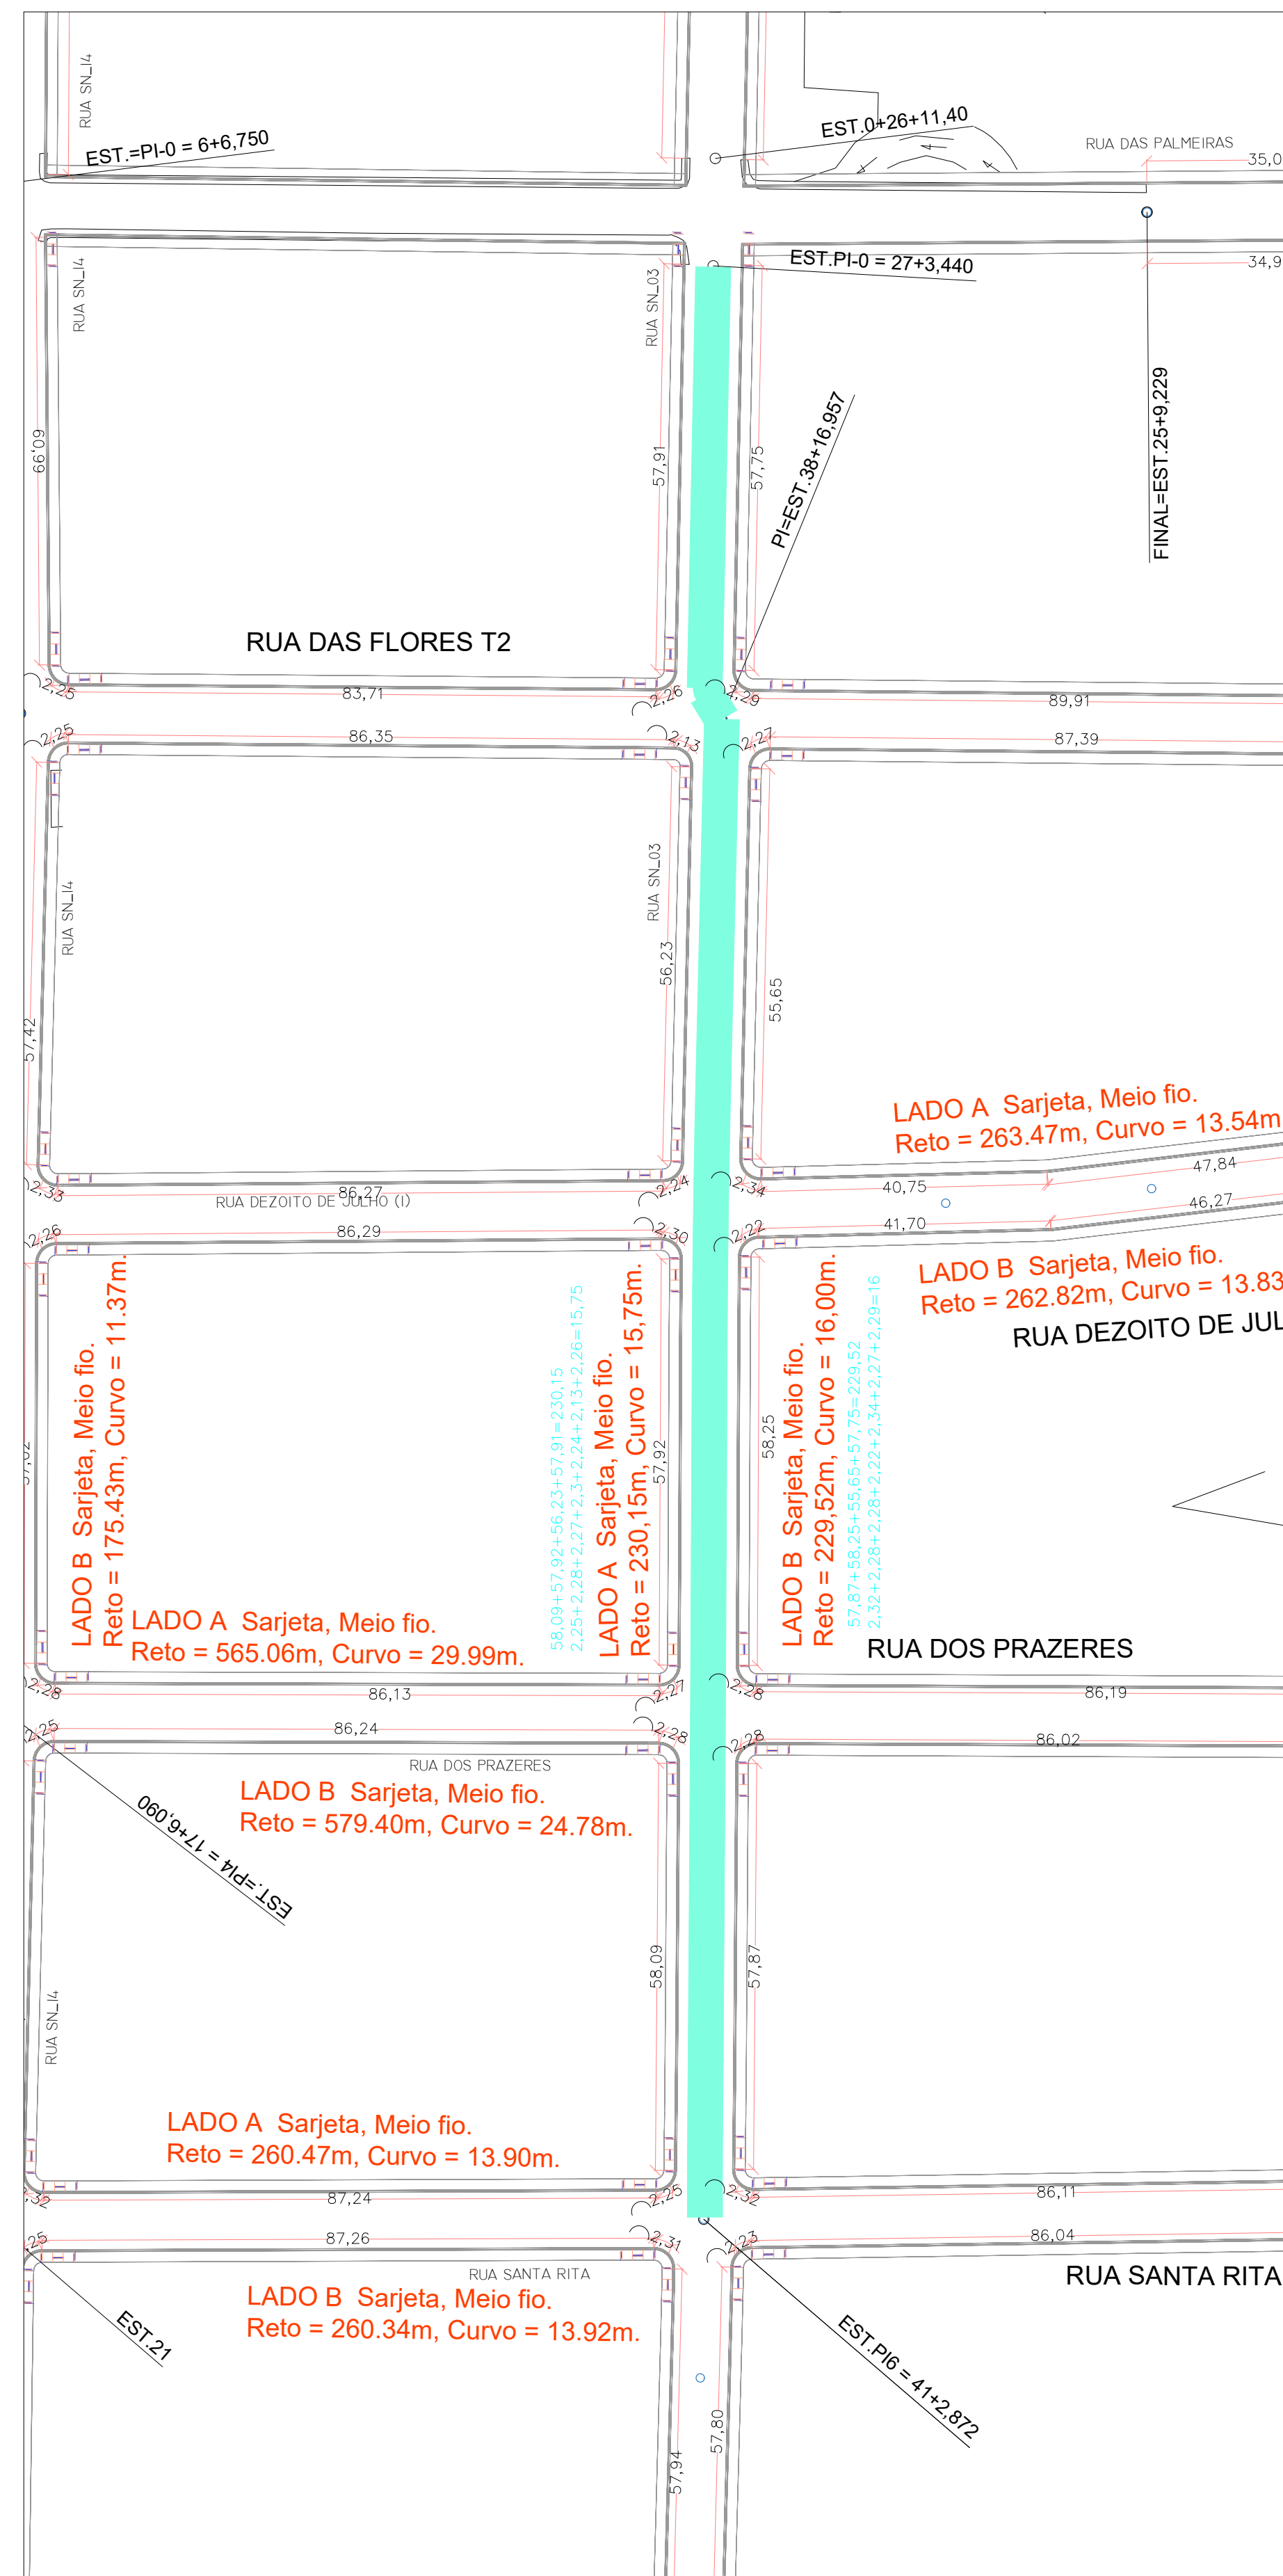 RUA SN_14
EST.=PI-0 = 6+6,750
EST.0+26+11,40
RUA DAS PALMEIRAS
35,0
RUA SN_14
RUA SN_03
EST.PI-0 = 27+3,440
34,9
60,99
57,91
57,75
PI=EST.38+16,957
FINAL=EST.25+9,229
RUA DAS FLORES T2
2,25
83,71
2,26
2,29
89,91
2,25
86,35
2,13
2,27
87,39
RUA SN_14
RUA SN_03
57,42
56,23
55,65
LADO A  Sarjeta, Meio fio.
Reto = 263.47m, Curvo = 13.54m
2,33
86,27
2,24
2,34
40,75
47,84
RUA DEZOITO DE JULHO (I)
2,26
86,29
2,30
2,22
41,70
46,27
LADO B  Sarjeta, Meio fio.
Reto = 262.82m, Curvo = 13.83
RUA DEZOITO DE JUL
LADO B  Sarjeta, Meio fio.
Reto = 175.43m, Curvo = 11.37m.
58,09+57,92+56,23+57,91=230,15
2,25+2,28+2,27+2,3+2,24+2,13+2,26=15,75
LADO A  Sarjeta, Meio fio.
Reto = 230,15m, Curvo = 15,75m.
57,92
58,25
LADO B  Sarjeta, Meio fio.
Reto = 229,52m, Curvo = 16,00m.
57,87+58,25+55,65+57,75=229,52
2,32+2,28+2,28+2,22+2,34+2,27+2,29=16
LADO A  Sarjeta, Meio fio.
Reto = 565.06m, Curvo = 29.99m.
RUA DOS PRAZERES
2,28
86,13
2,27
2,28
86,19
2,25
86,24
2,28
2,28
86,02
RUA DOS PRAZERES
LADO B  Sarjeta, Meio fio.
Reto = 579.40m, Curvo = 24.78m.
EST.=PI4 = 17+6,090
RUA SN_14
58,09
57,87
LADO A  Sarjeta, Meio fio.
Reto = 260.47m, Curvo = 13.90m.
,32
87,24
2,25
2,32
86,11
,25
87,26
2,31
2,23
86,04
RUA SANTA RITA
RUA SANTA RITA
LADO B  Sarjeta, Meio fio.
Reto = 260.34m, Curvo = 13.92m.
EST.21
EST.PI6 = 41+2,872
57,94
57,80